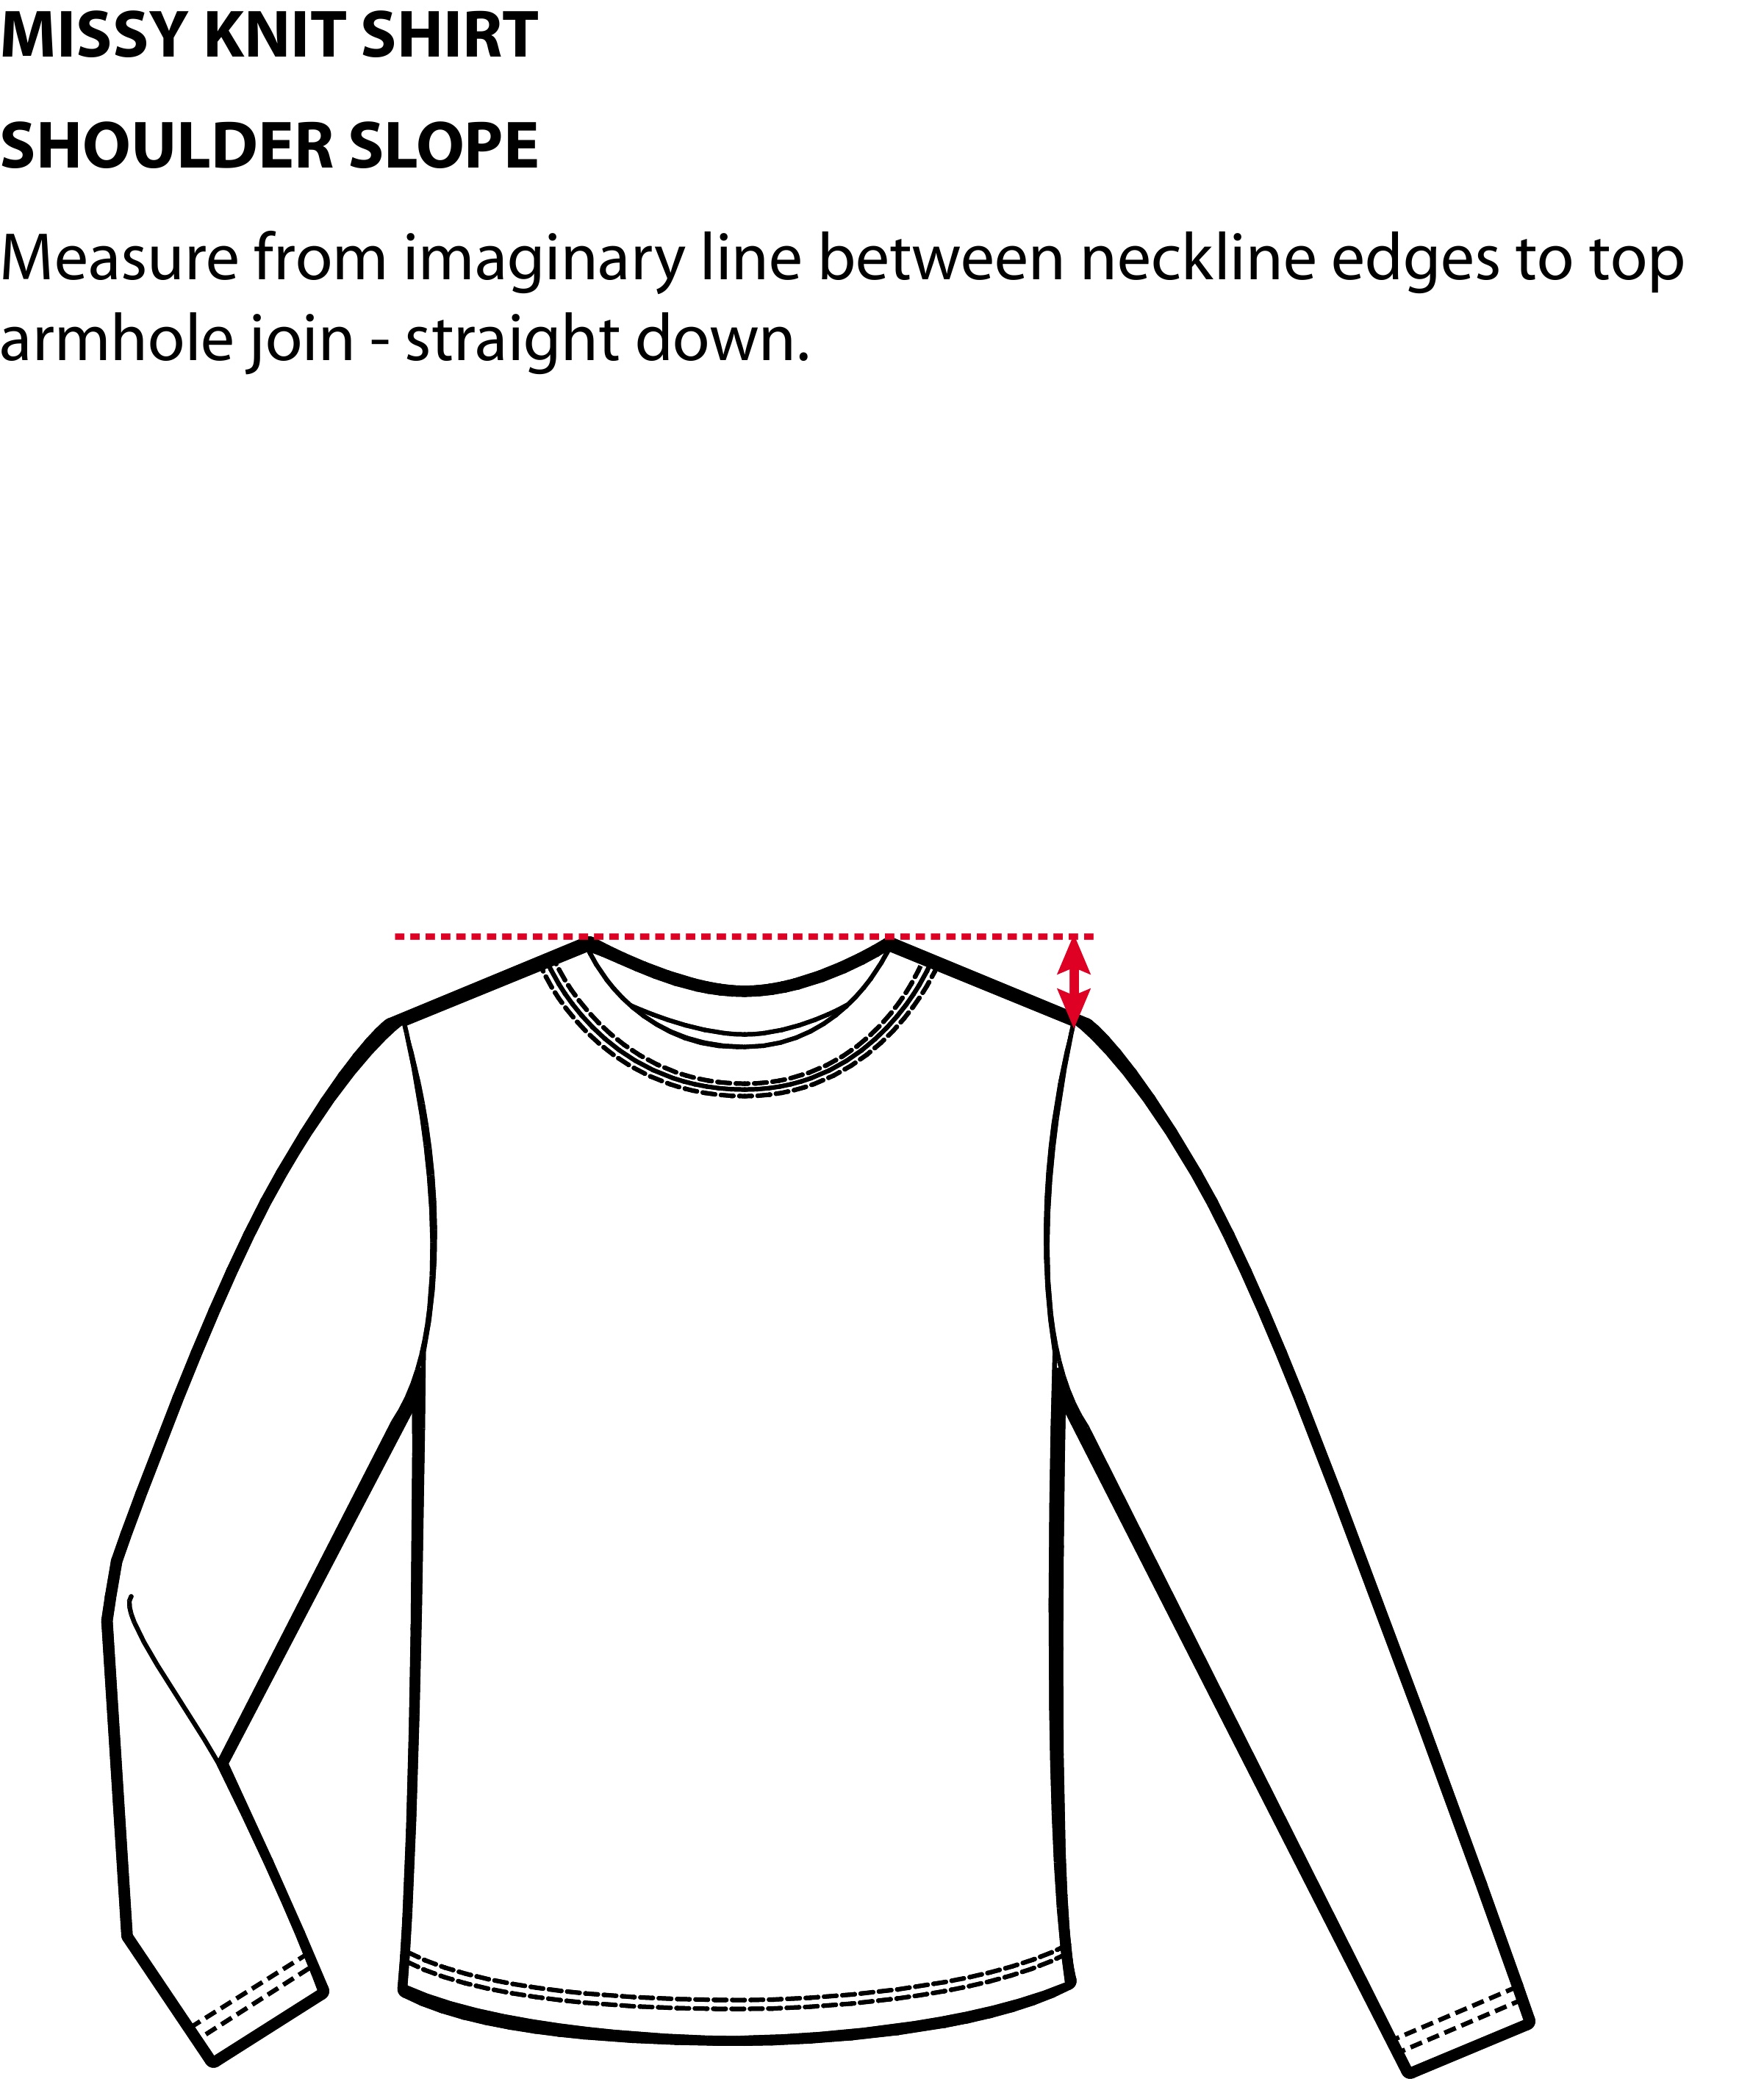 MISSY KNIT SHIRT
SHOULDER SLOPE
Measure from imaginary line between neckline edges to top
armhole join - straight down.